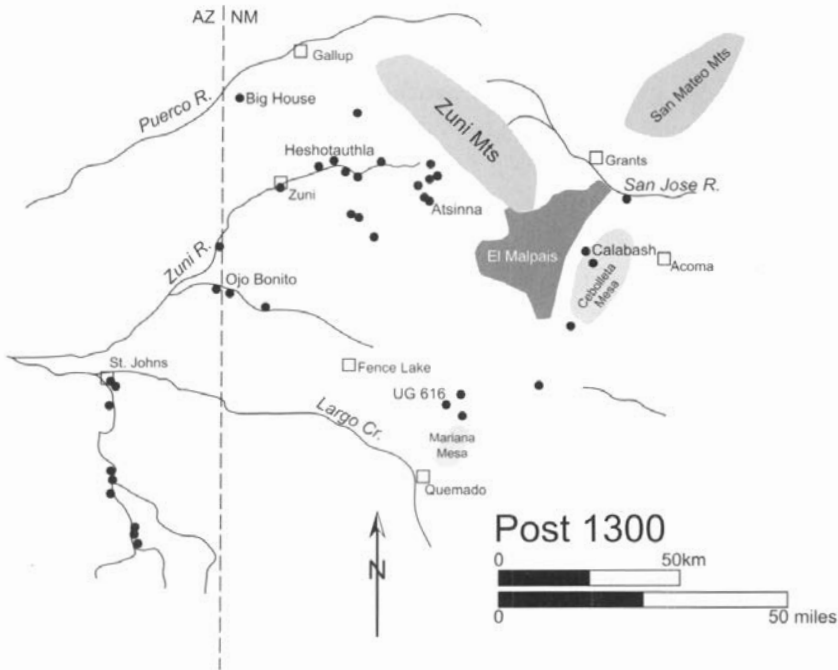 AZ NM
Gallup
San Mateo Mts
Puerco R.
Big House
Zuni Mts
Heshotauthla
Grants
Zuni
San Jose R.
Atsinna
Zuni R.
El Malpais
Calabash
Acoma
Cebolleta
Mesa
Ojo Bonito
St. Johns
Fence Lake
UG 616
Largo Cr.
Mariana
Mesa
Quemado
N
Post 1300
0 50km
0 50 miles